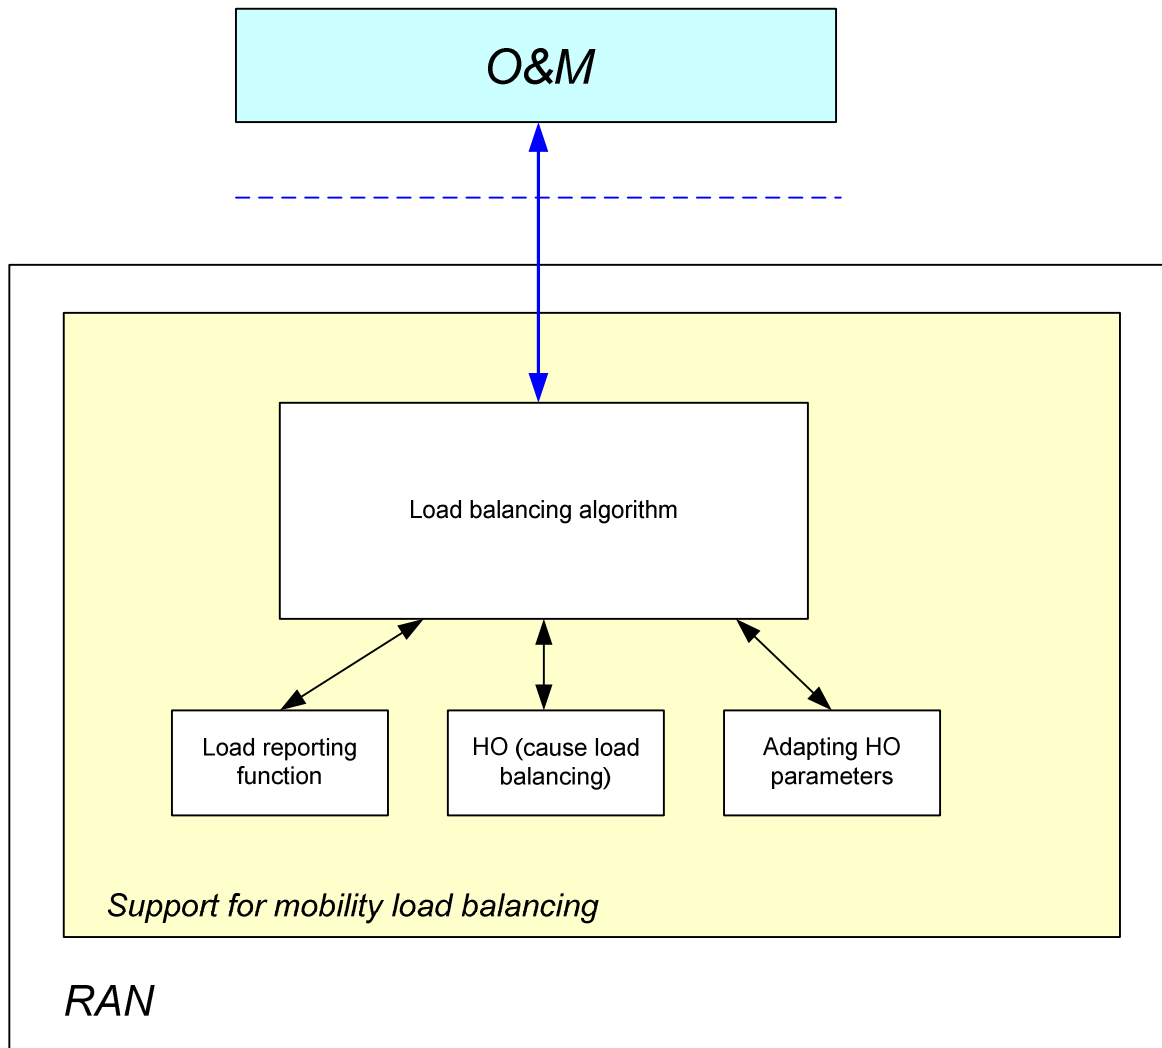 O&M
Load balancing algorithm
Load reporting
function
HO (cause load
balancing)
Adapting HO
parameters
Support for mobility load balancing
RAN